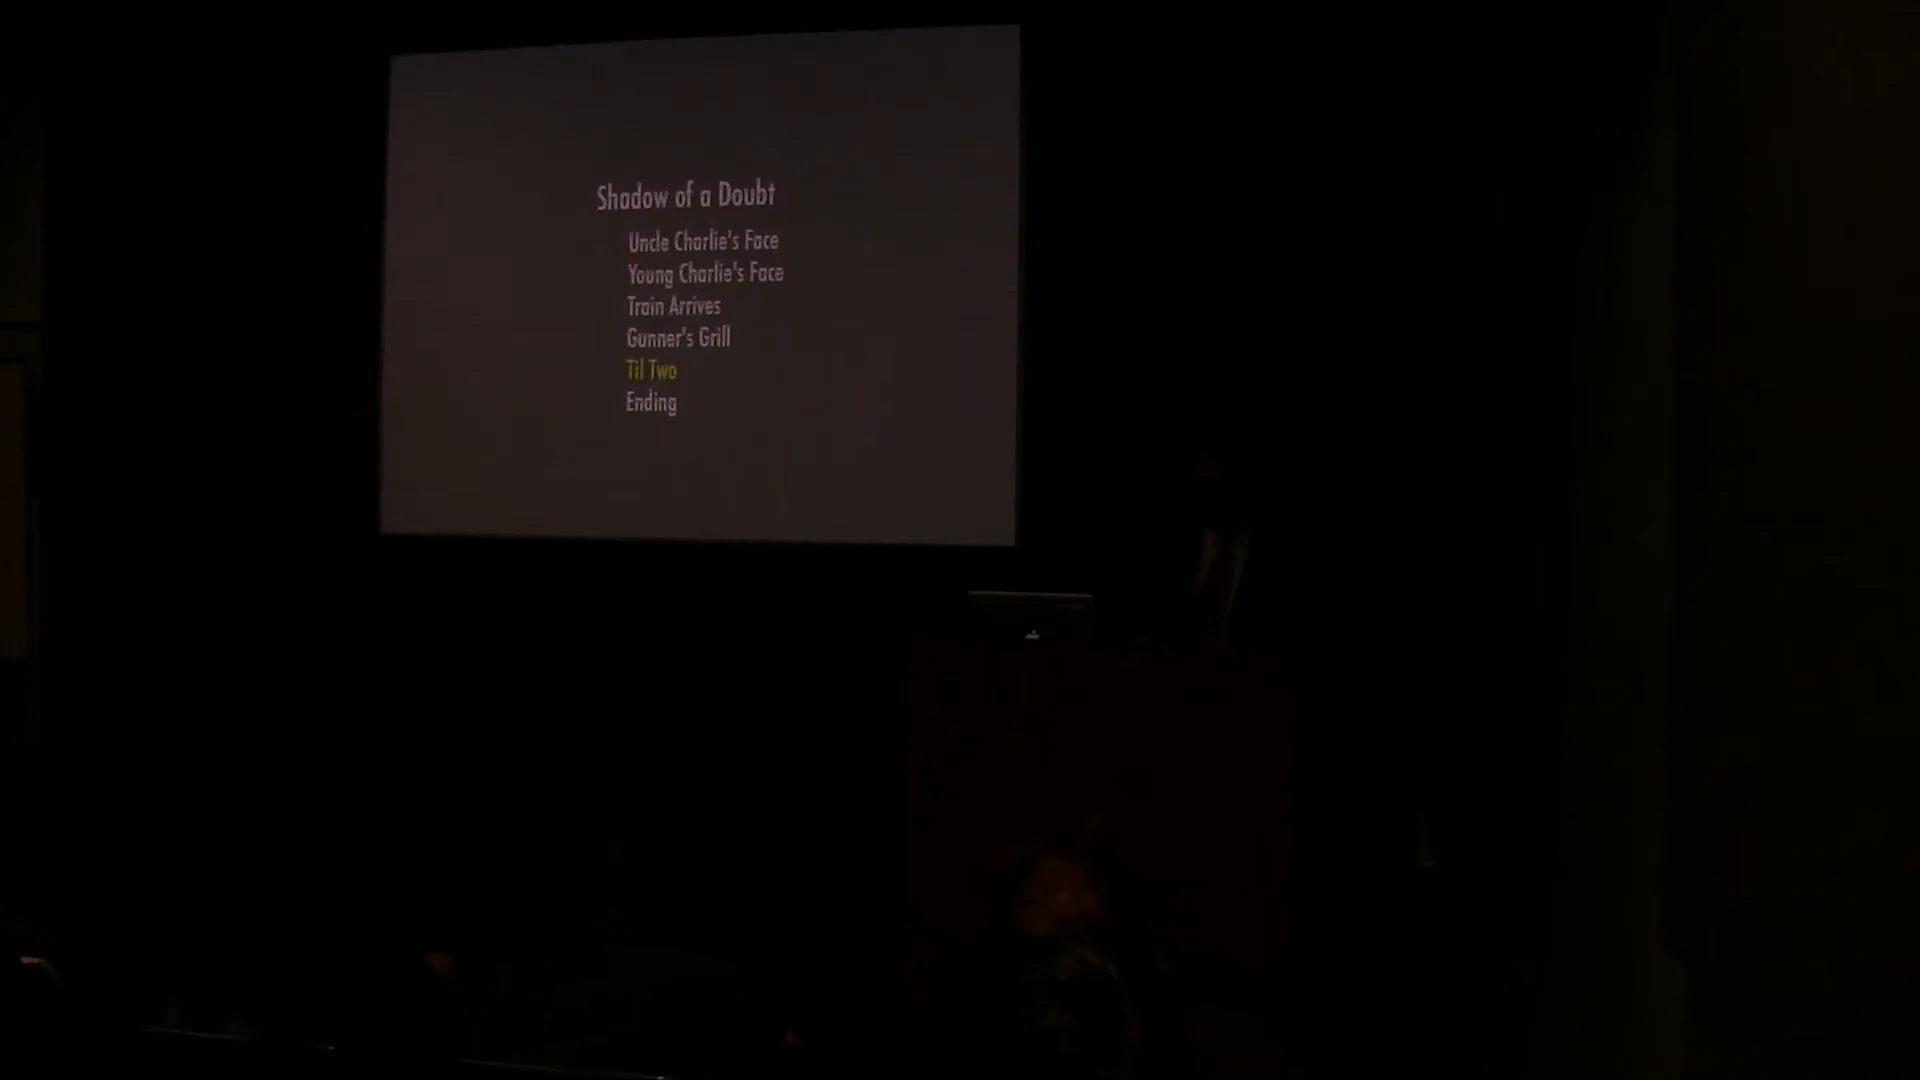 Shadow of a Doubt
Uncle Charlie's Face
Young Charlie's Face
Train Arrives
Gunner's Grill
Til Two
Ending